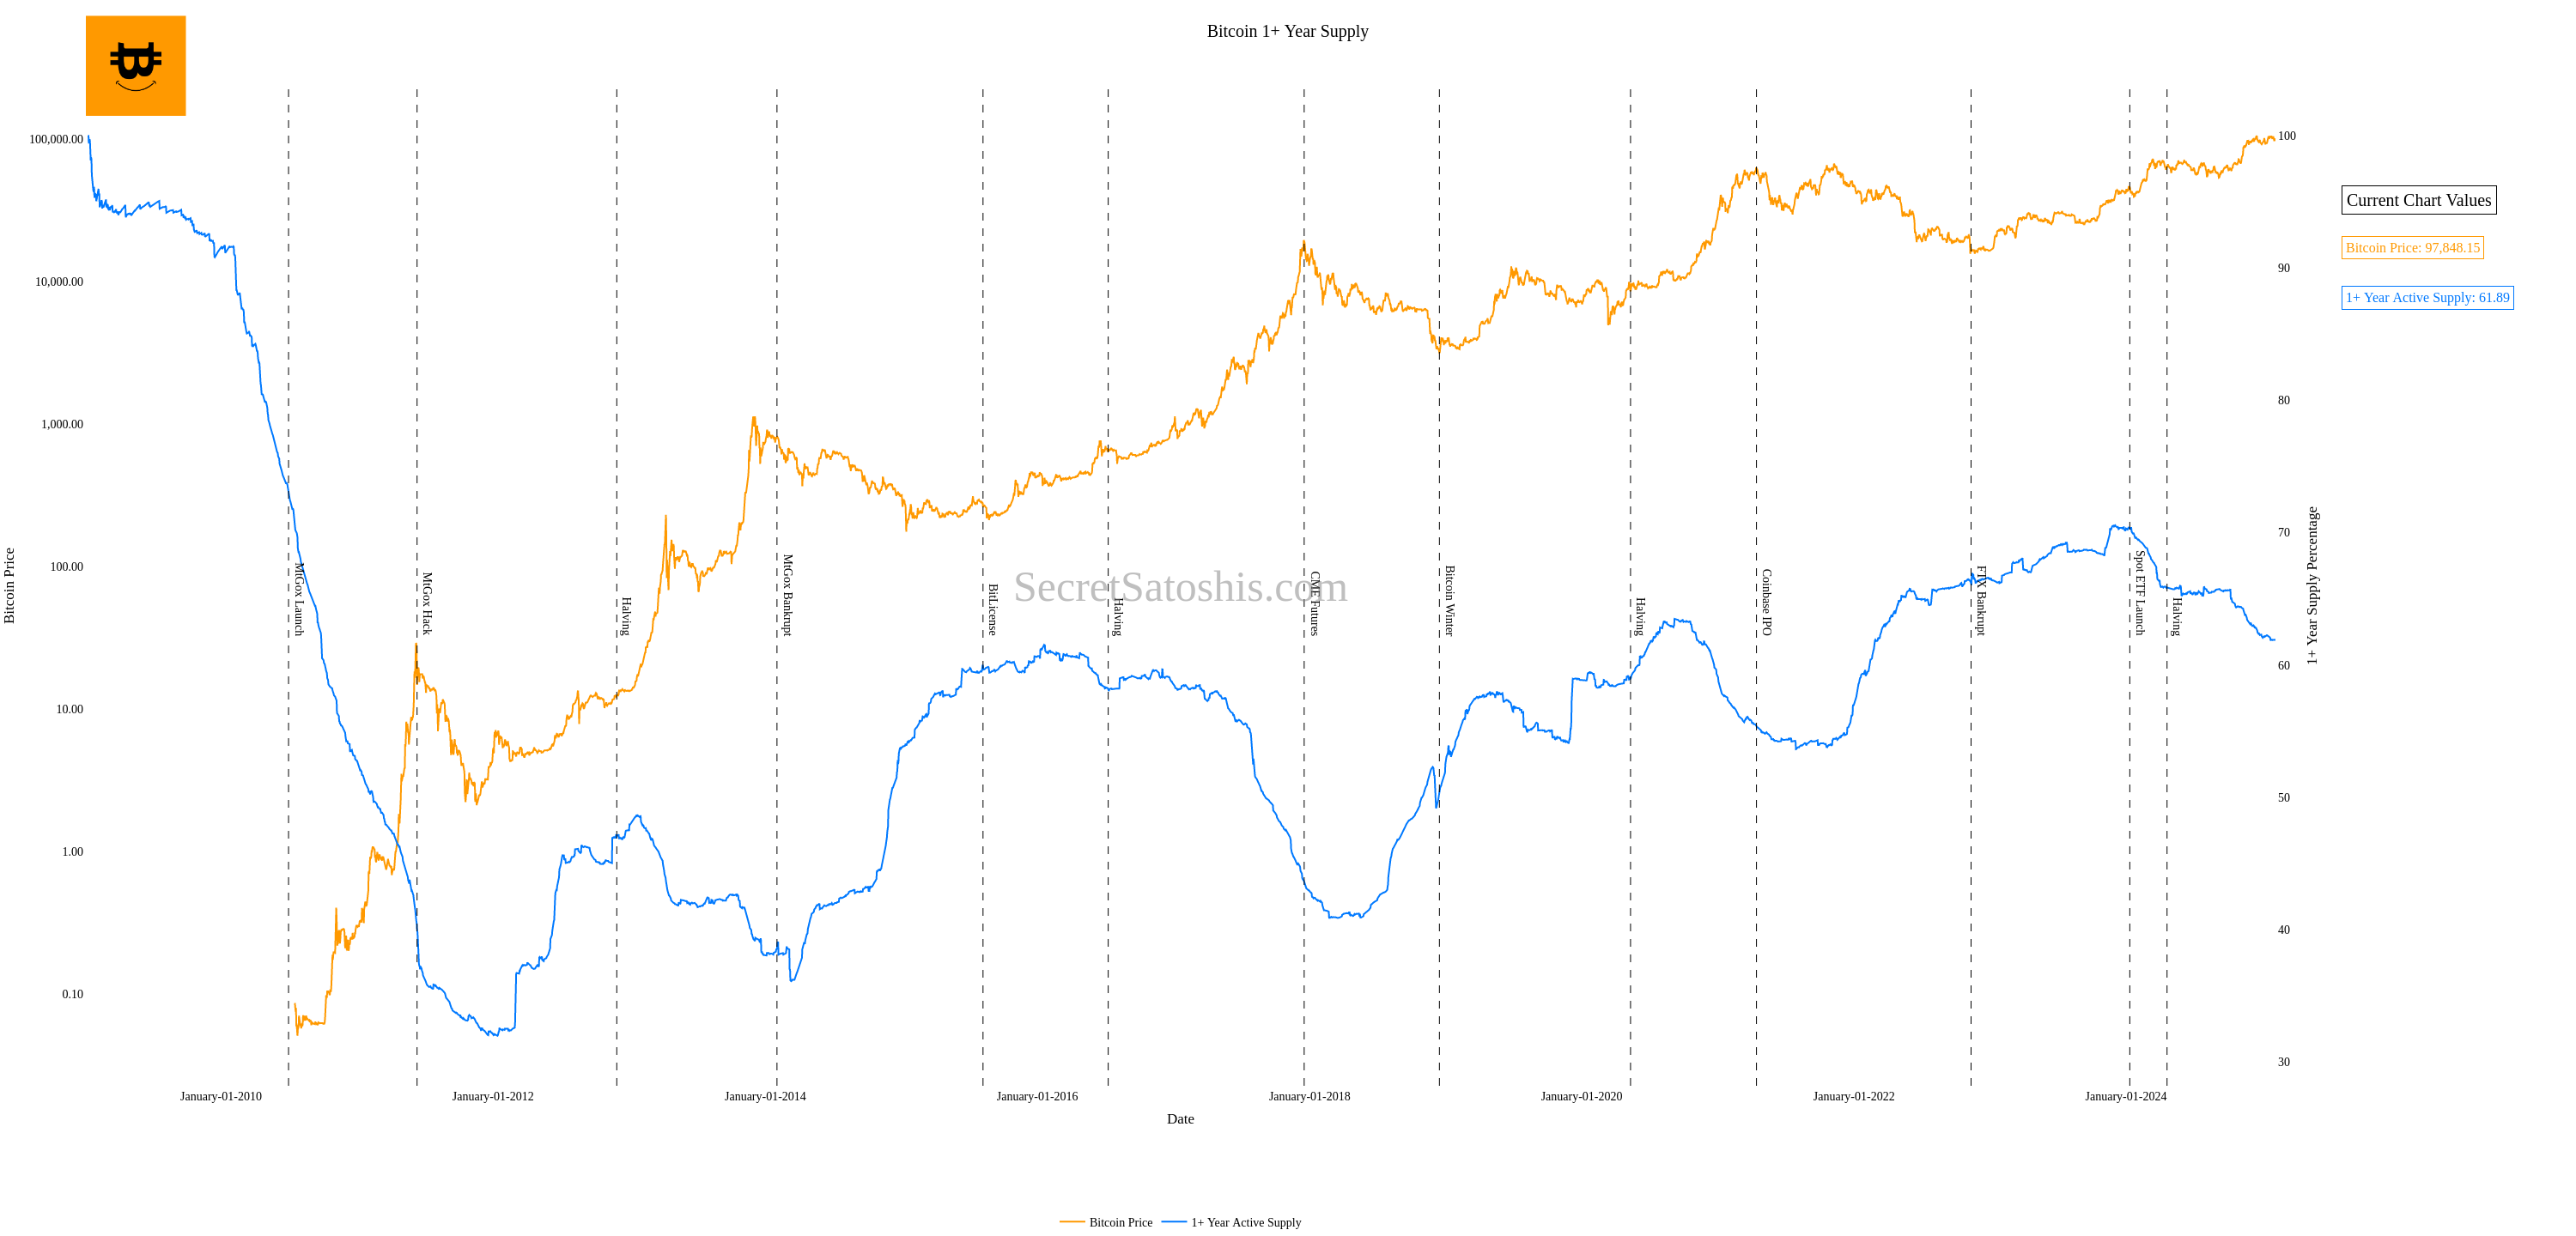 Bitcoin 1+ Year Supply
100,000.00
10,000.00
1,000.00
100.00
10.00
1.00
0.10
Bitcoin Price
100
90
80
70
60
50
40
30
1+ Year Supply Percentage
Current Chart Values
Bitcoin Price: 97,848.15
1+ Year Active Supply: 61.89
SecretSatoshis.com
MtGox Launch
MtGox Hack
Halving
MtGox Bankrupt
BitLicense
Halving
CME Futures
Bitcoin Winter
Halving
Coinbase IPO
FTX Bankrupt
Spot ETF Launch
Halving
January-01-2010
January-01-2012
January-01-2014
January-01-2016
January-01-2018
January-01-2020
January-01-2022
January-01-2024
Date
Bitcoin Price
1+ Year Active Supply